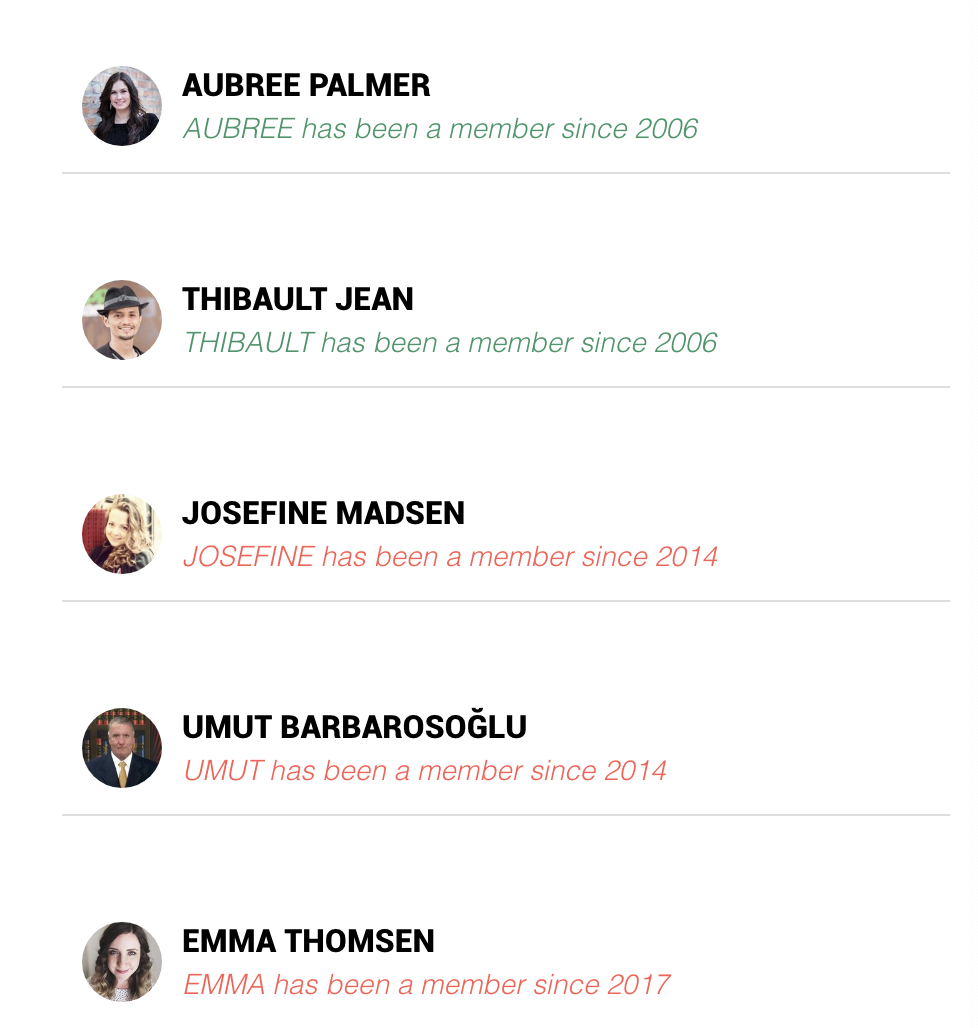 AUBREE PALMER
AUBREE has been a member since 2006
THIBAULT JEAN
THIBAULT has been a member since 2006
JOSEFINE MADSEN
JOSEFINE has been a member since 2014
UMUT BARBAROSOĞLU
UMUT has been a member since 2014
EMMA THOMSEN
EMMA has been a member since 2017